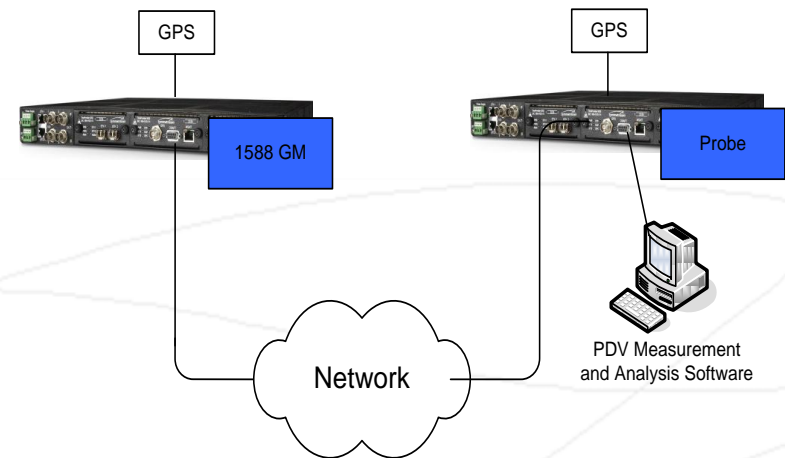 GPS
GPS
1588 GM
Probe
Network
PDV Measurement
and Analysis Software